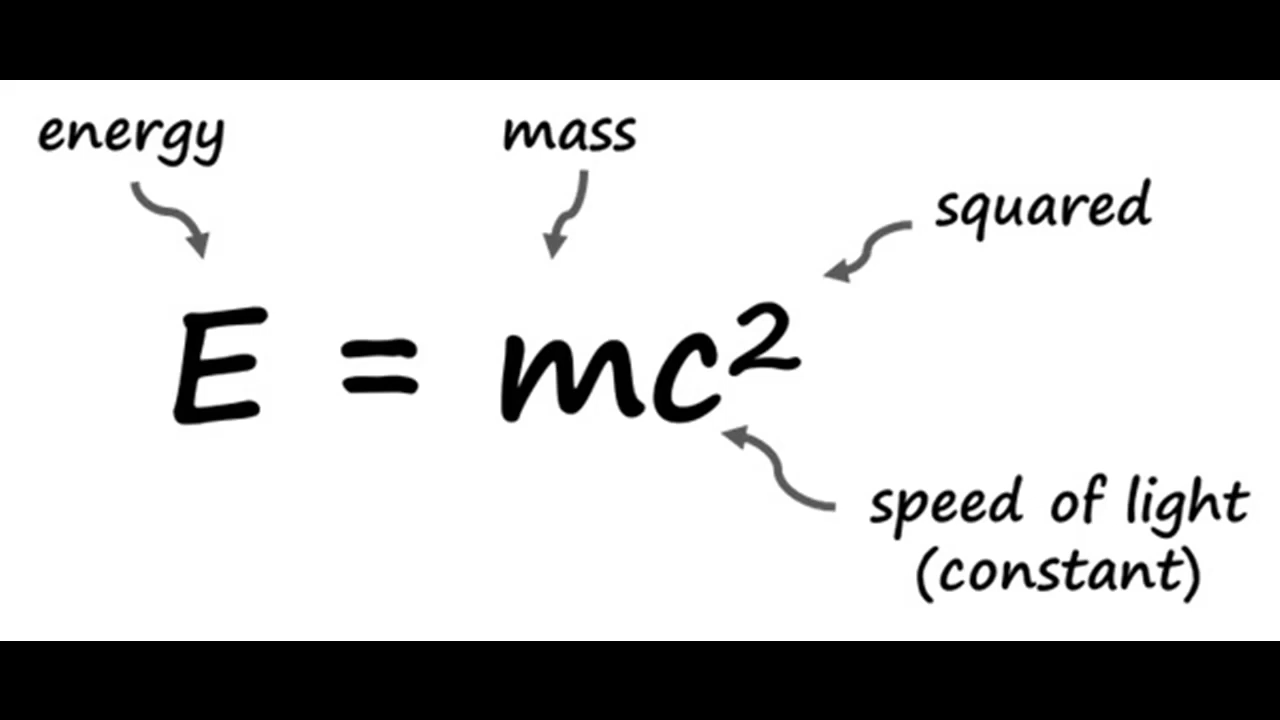 energy
mass
squared
E = mc²
speed of light
(constant)